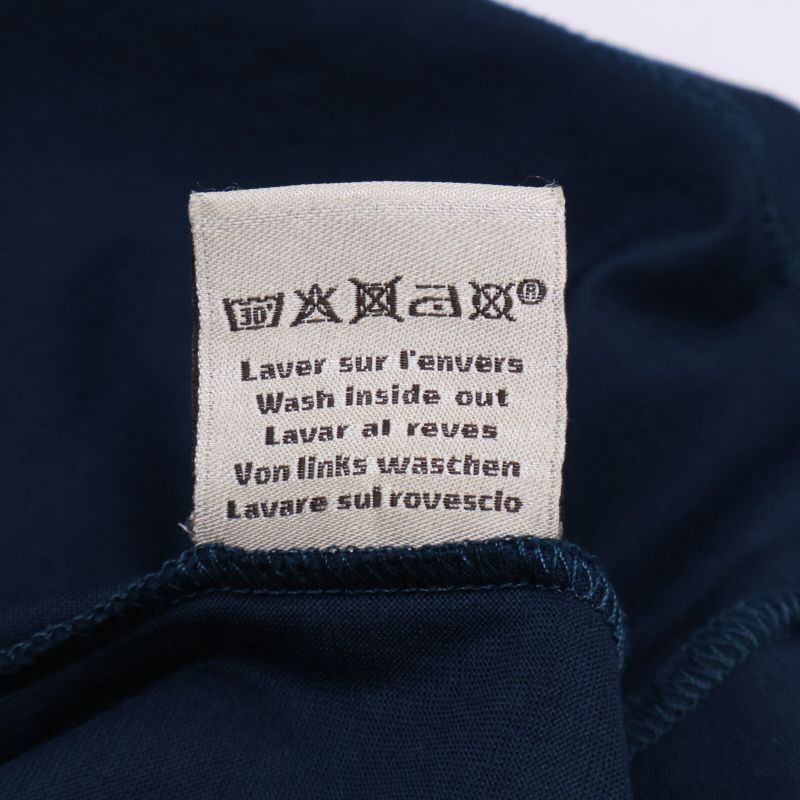 30° ®
Laver sur l'envers
Wash inside out
Lavar al reves
Von links waschen
Lavare sul rovescio